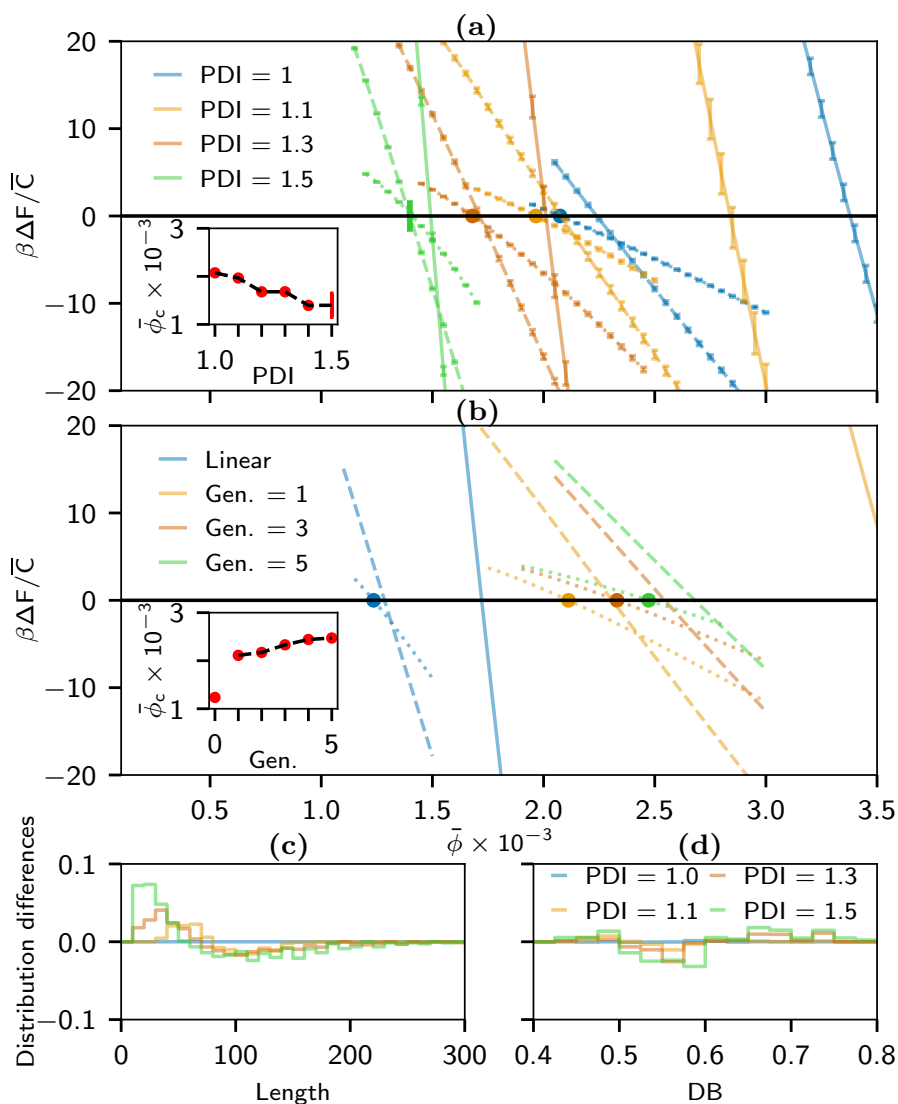 (a)
20
10
0
−10
−20
βΔF/C̅
PDI = 1
PDI = 1.1
PDI = 1.3
PDI = 1.5
3
1
ϕ̄c × 10−3
1.0 1.5
PDI
(b)
20
10
0
−10
−20
βΔF/C̅
Linear
Gen. = 1
Gen. = 3
Gen. = 5
3
1
ϕ̄c × 10−3
0 5
Gen.
0.5 1.0 1.5 2.0 2.5 3.0 3.5
ϕ̄ × 10−3
(c)
0.1
0.0
−0.1
Distribution differences
0 100 200 300
Length
(d)
PDI = 1.0 PDI = 1.3
PDI = 1.1 PDI = 1.5
0.4 0.5 0.6 0.7 0.8
DB